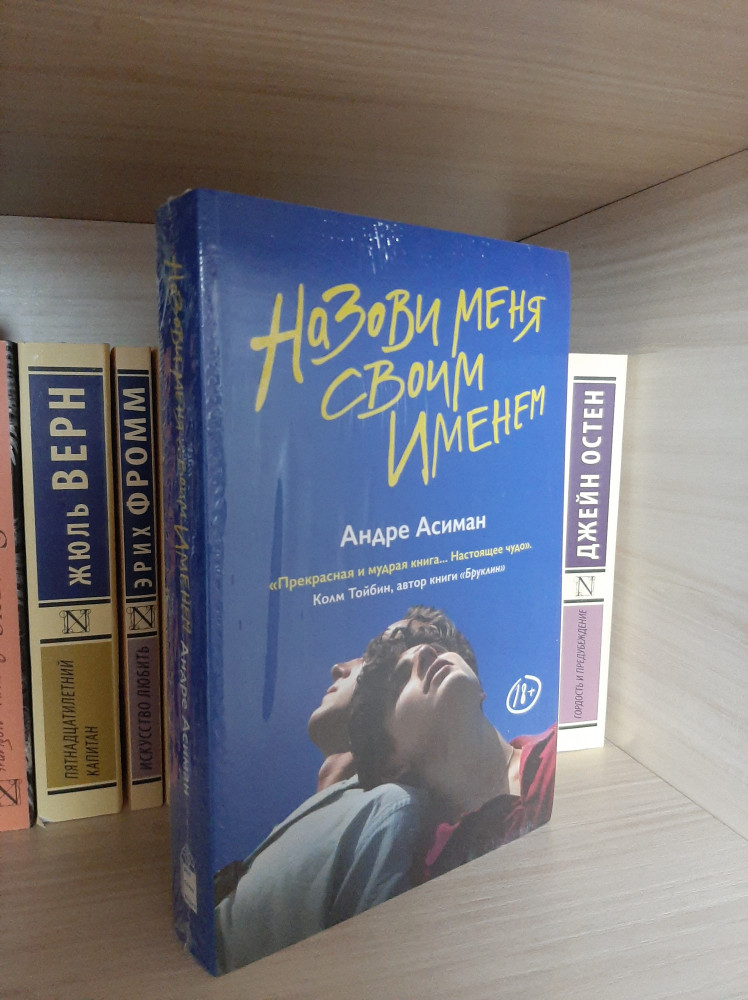 Назови меня
своим
именем
Андре Асиман
«Прекрасная и мудрая книга... Настоящее чудо».
Колм Тойбин, автор книги «Бруклин»
18+
Назови меня своим именем Андре Асиман
ЖЮЛЬ ВЕРН
ПЯТНАДЦАТИЛЕТНИЙ
КАПИТАН
ЭРИХ ФРОММ
ИСКУССТВО ЛЮБИТЬ
ДЖЕЙН ОСТЕН
ГОРДОСТЬ И ПРЕДУБЕЖДЕНИЕ